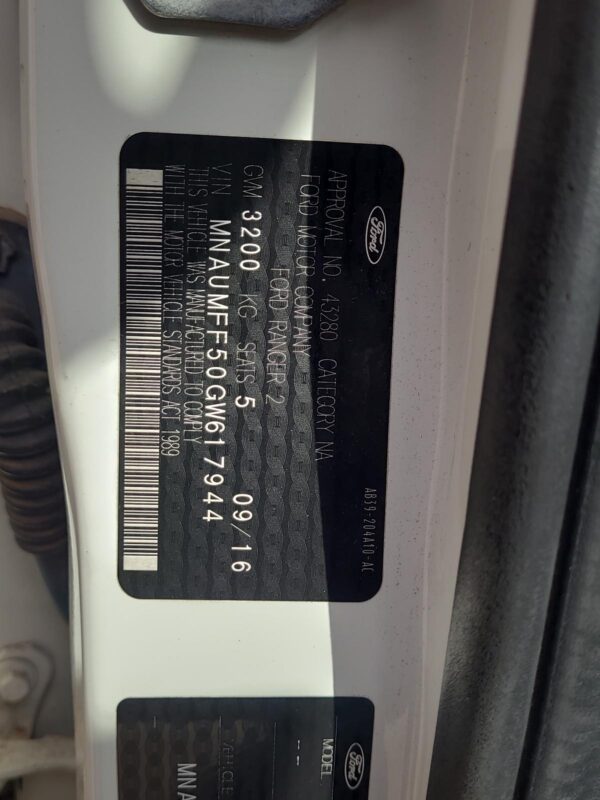 Ford
AB39-204A10-AC
APPROVAL NO. 43280 CATEGORY NA
FORD MOTOR COMPANY
FORD RANGER 2
GVM 3200 KG SEATS 5 09/16
VIN MNAUMFF50GW617944
THIS VEHICLE WAS MANUFACTURED TO COMPLY
WITH THE MOTOR VEHICLE STANDARDS ACT 1989
Ford
MODEL
VEHICLE
MNA